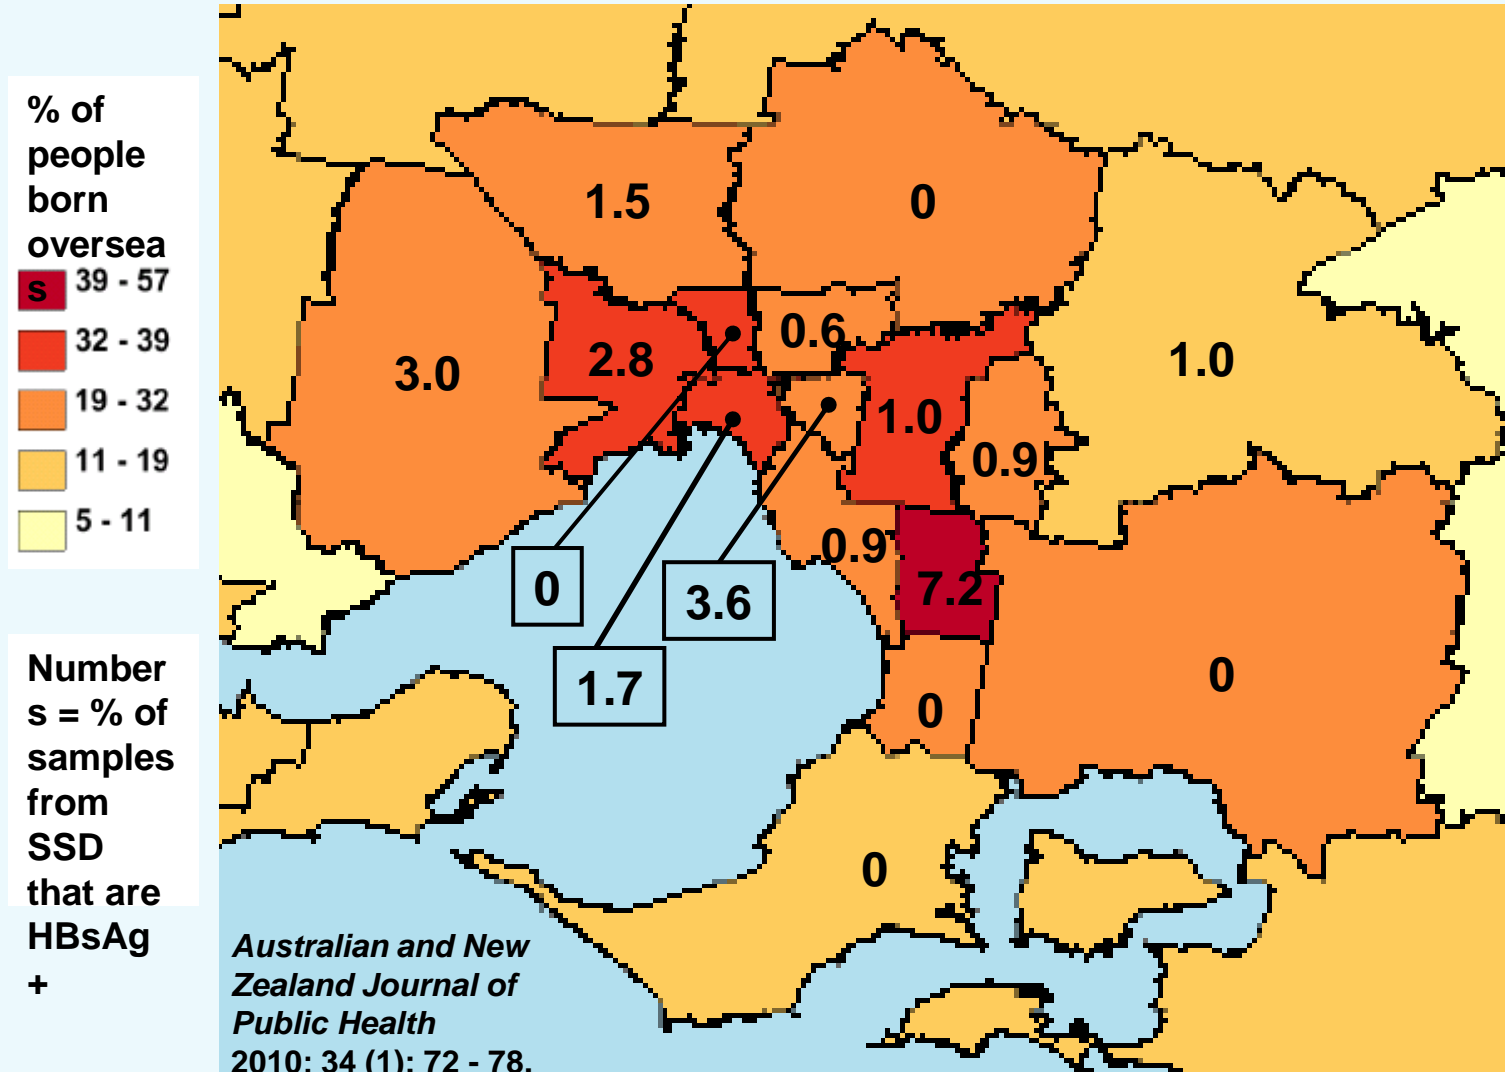 % of
people
born
oversea
s
39 - 57
32 - 39
19 - 32
11 - 19
5 - 11
Number
s = % of
samples
from
SSD
that are
HBsAg
+
1.5
0
0.6
3.0
2.8
1.0
1.0
0.9
0.9
7.2
0
3.6
1.7
0
0
0
Australian and New
Zealand Journal of
Public Health
2010; 34 (1): 72 - 78.